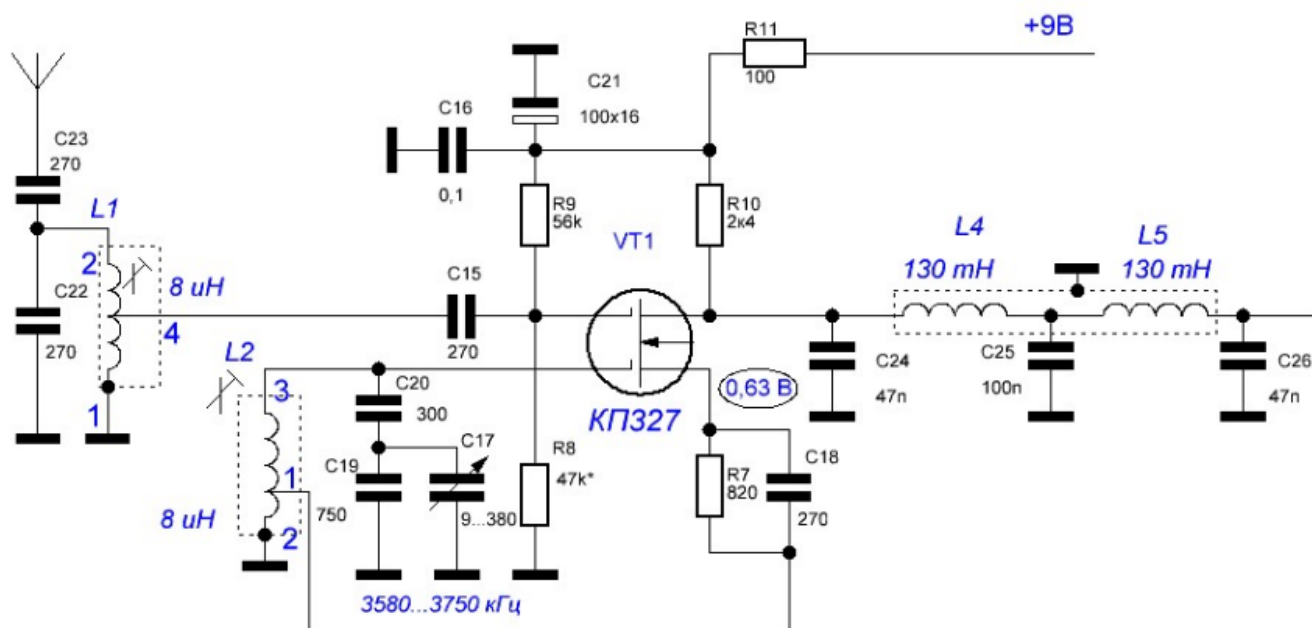 R11
100
+9В
C21
100x16
C16
0,1
C23
270
L1
2
8 uH
C22
270
4
1
R9
56k
VT1
R10
2к4
C15
270
L4
130 mH
L5
130 mH
C24
47n
C25
100n
C26
47n
L2
3
C20
300
КП327
0,63 В
C17
9...380
C19
750
1
8 uH
2
R8
47k*
R7
820
C18
270
3580...3750 кГц